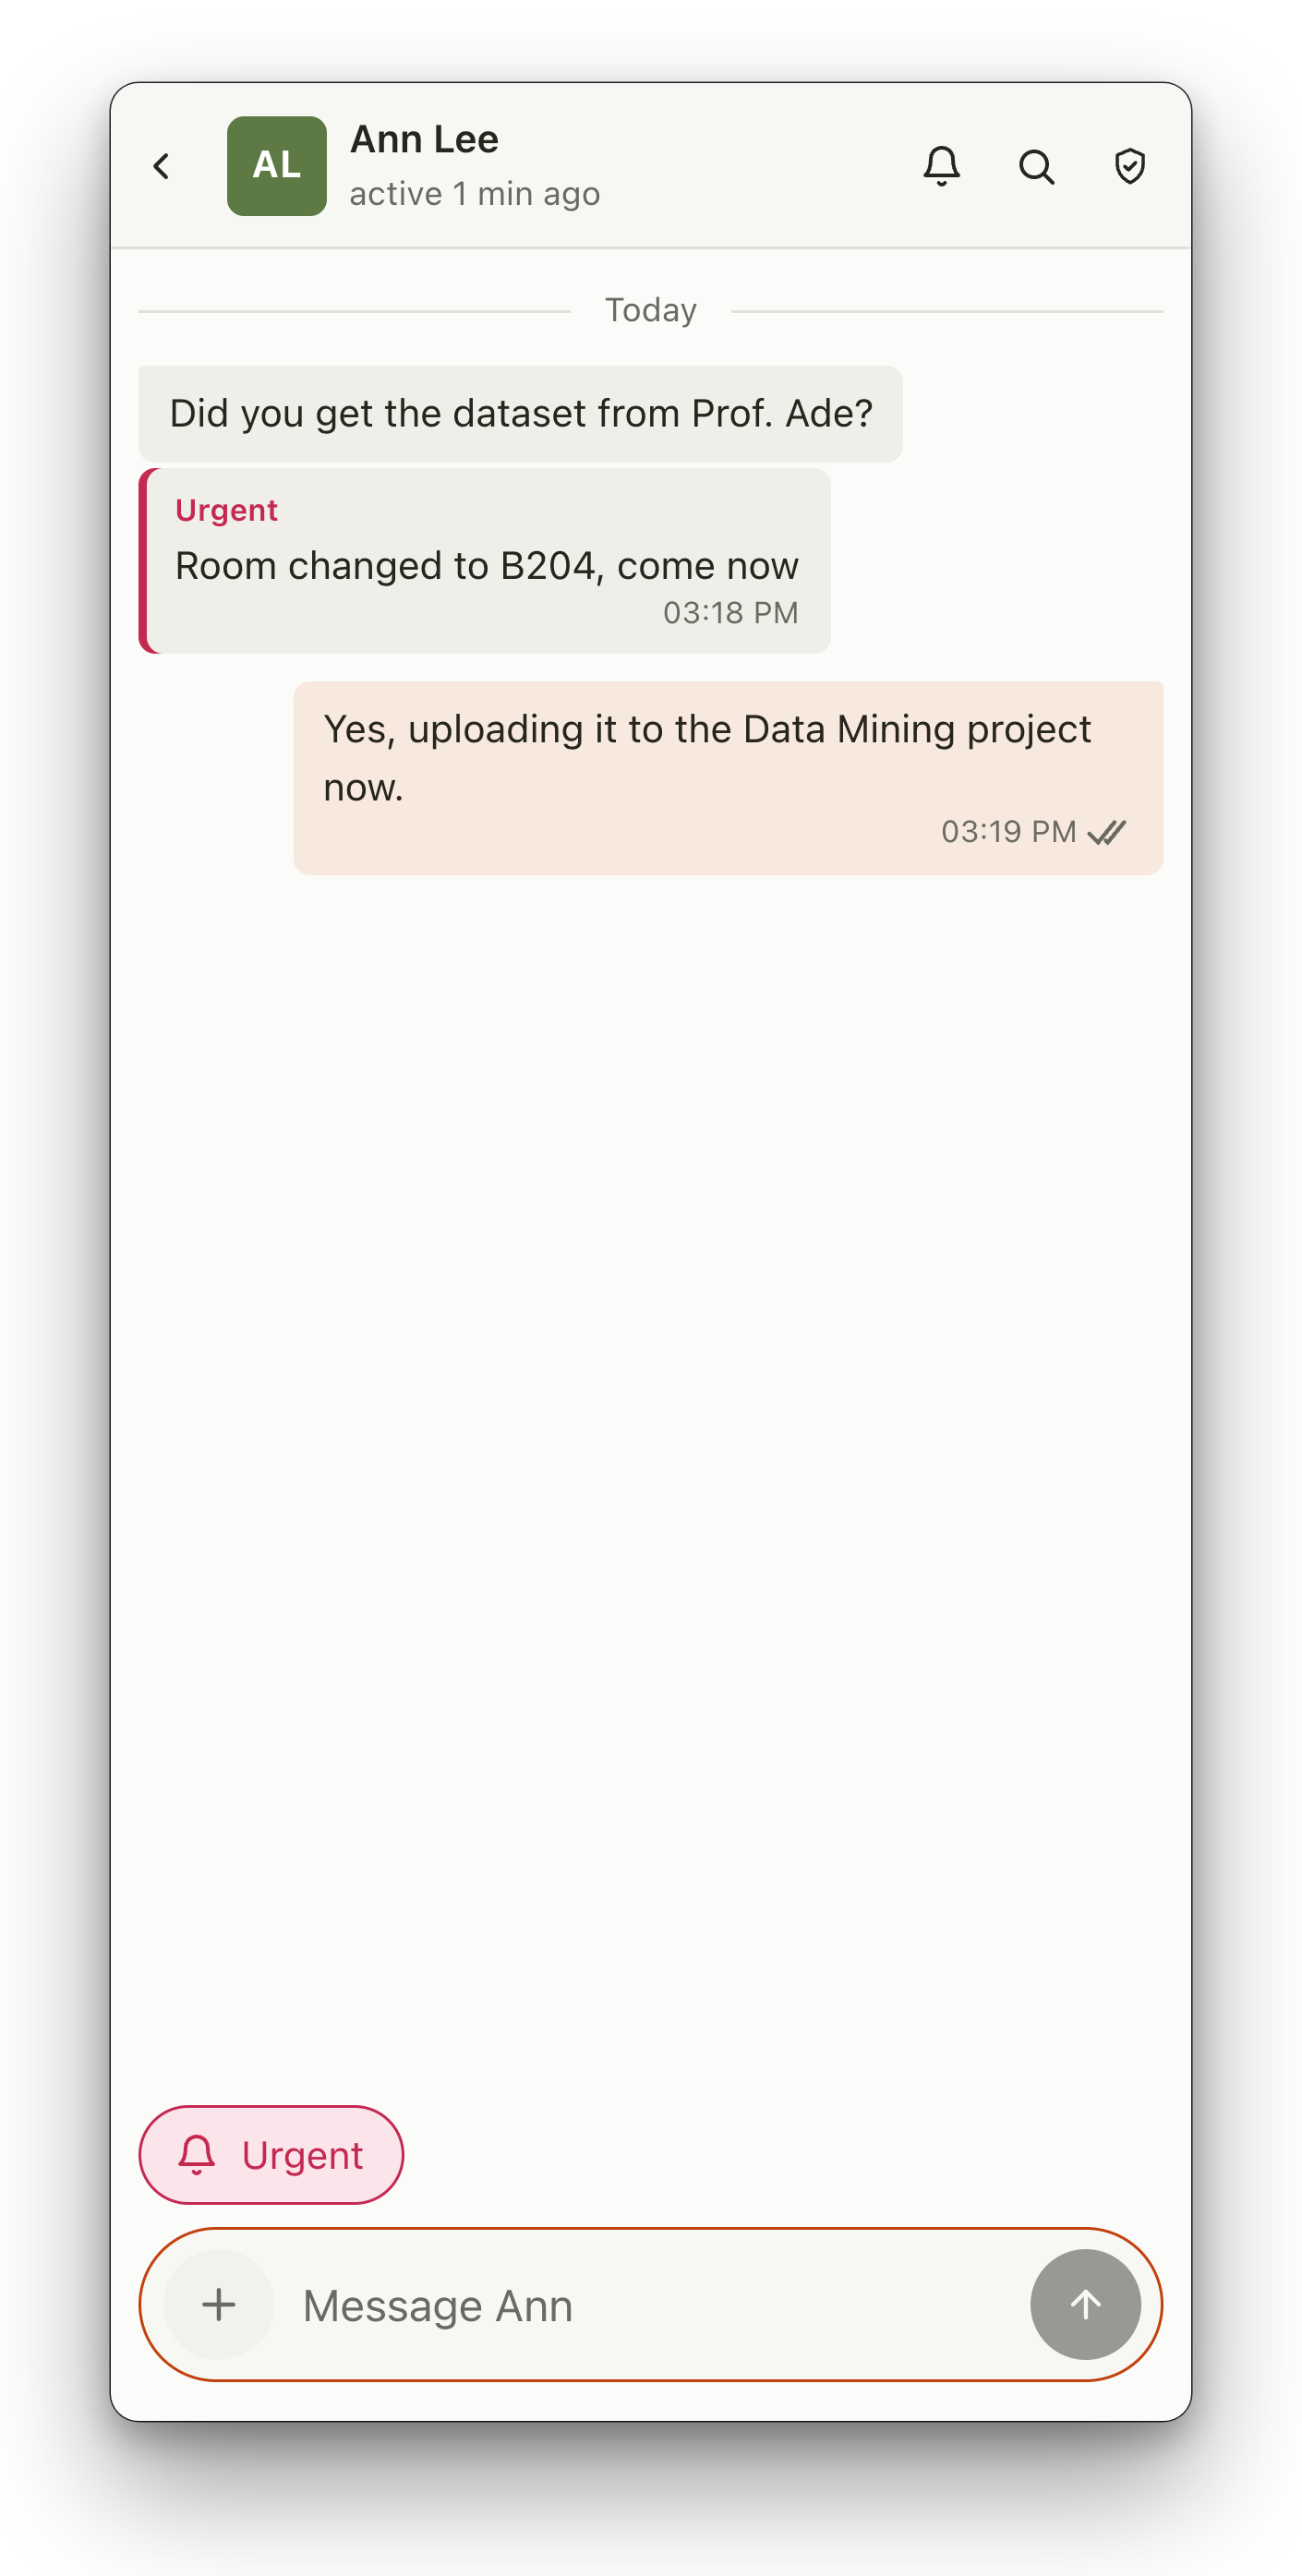 AL
Ann Lee
active 1 min ago
Today
Did you get the dataset from Prof. Ade?
Urgent
Room changed to B204, come now
03:18 PM
Yes, uploading it to the Data Mining project
now.
03:19 PM
Urgent
Message Ann